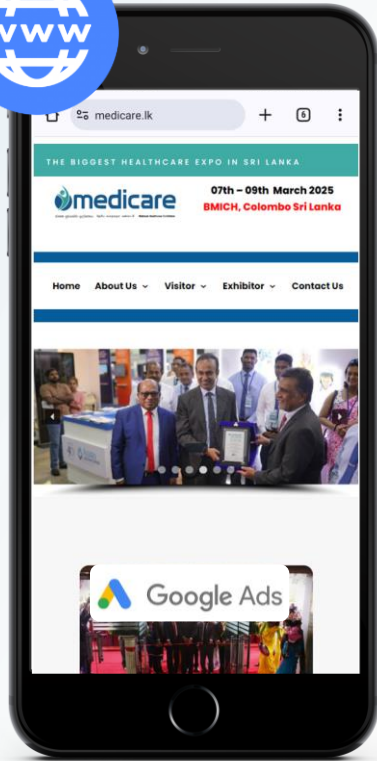 www
medicare.lk
6
THE BIGGEST HEALTHCARE EXPO IN SRI LANKA
medicare
07th – 09th March 2025
BMICH, Colombo Sri Lanka
Home About Us Visitor Exhibitor Contact Us
Google Ads